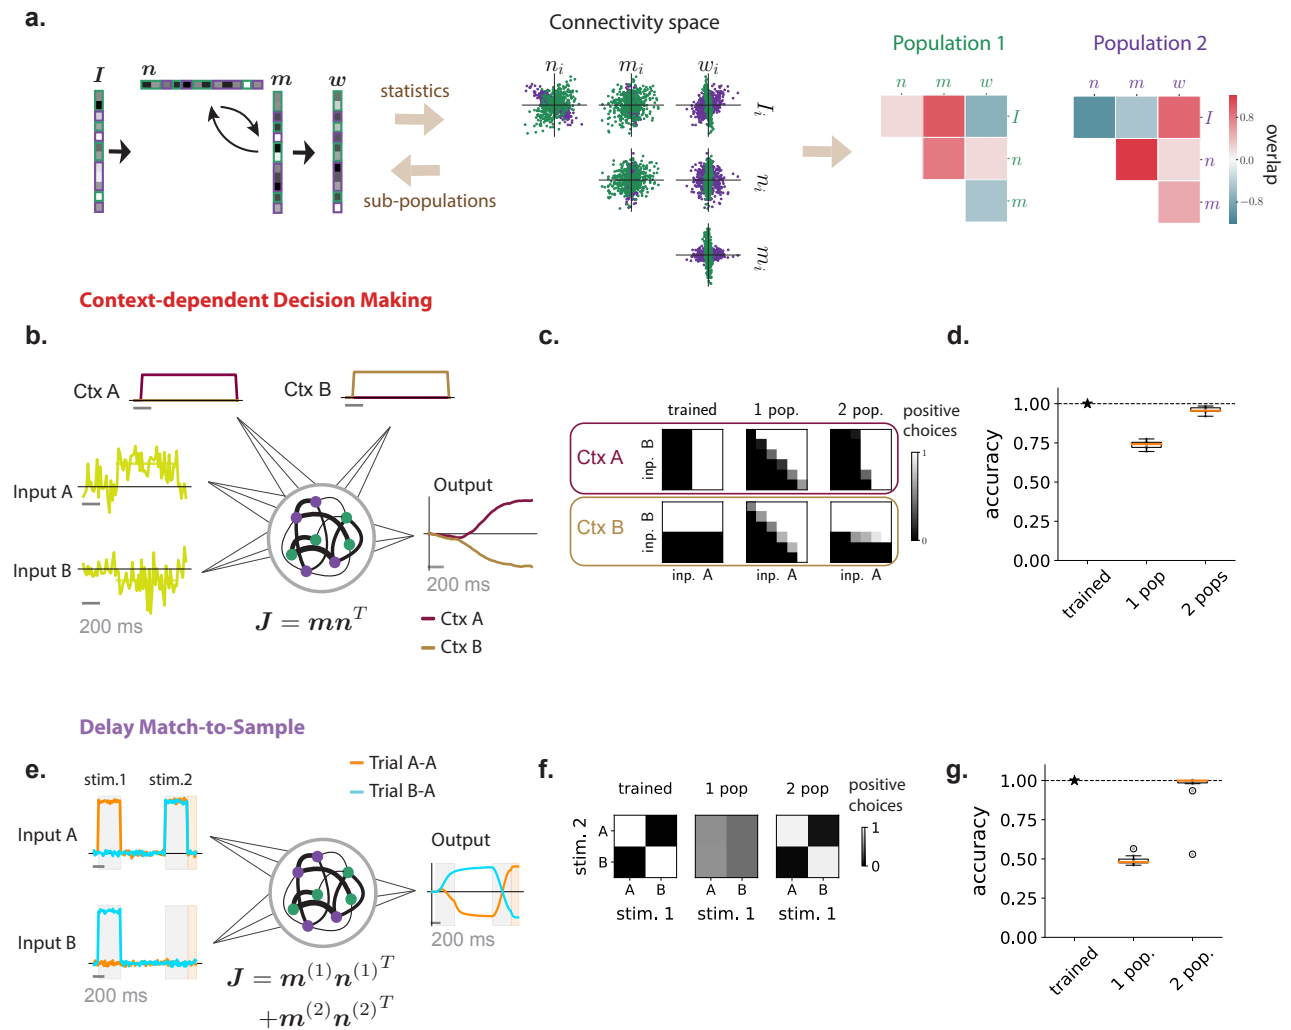 a.
I
n
m
w
statistics
sub-populations
Connectivity space
n_i
m_i
w_i
I_i
n_i
m_i
Population 1
n m w
I
n
m
Population 2
n m w
I
n
m
0.8
0.0
−0.8
overlap
Context-dependent Decision Making
b.
Ctx A
Ctx B
Input A
Input B
200 ms
J = mn^T
Output
200 ms
Ctx A
Ctx B
c.
trained
1 pop.
2 pop.
positive
choices
1
0
Ctx A
inp. B
Ctx B
inp. B
inp. A
inp. A
d.
accuracy
1.00
0.75
0.50
0.25
0.00
trained
1 pop
2 pops
Delay Match-to-Sample
e.
stim.1
stim.2
Trial A-A
Trial B-A
Input A
Input B
200 ms
J = m^(1)n^(1)^T
+m^(2)n^(2)^T
Output
200 ms
f.
trained
1 pop
2 pop
positive
choices
1
0
stim. 2
A
B
A B
A B
A B
stim. 1
stim. 1
stim. 1
g.
accuracy
1.00
0.75
0.50
0.25
0.00
trained
1 pop.
2 pop.